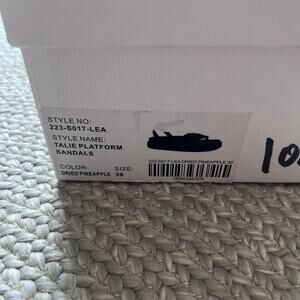 STYLE NO:
223-S017-LEA
STYLE NAME:
TALIE PLATFORM
SANDALS
COLOR: SIZE:
DRIED PINEAPPLE 39
223-S017-LEA DRIED PINEAPPLE 39